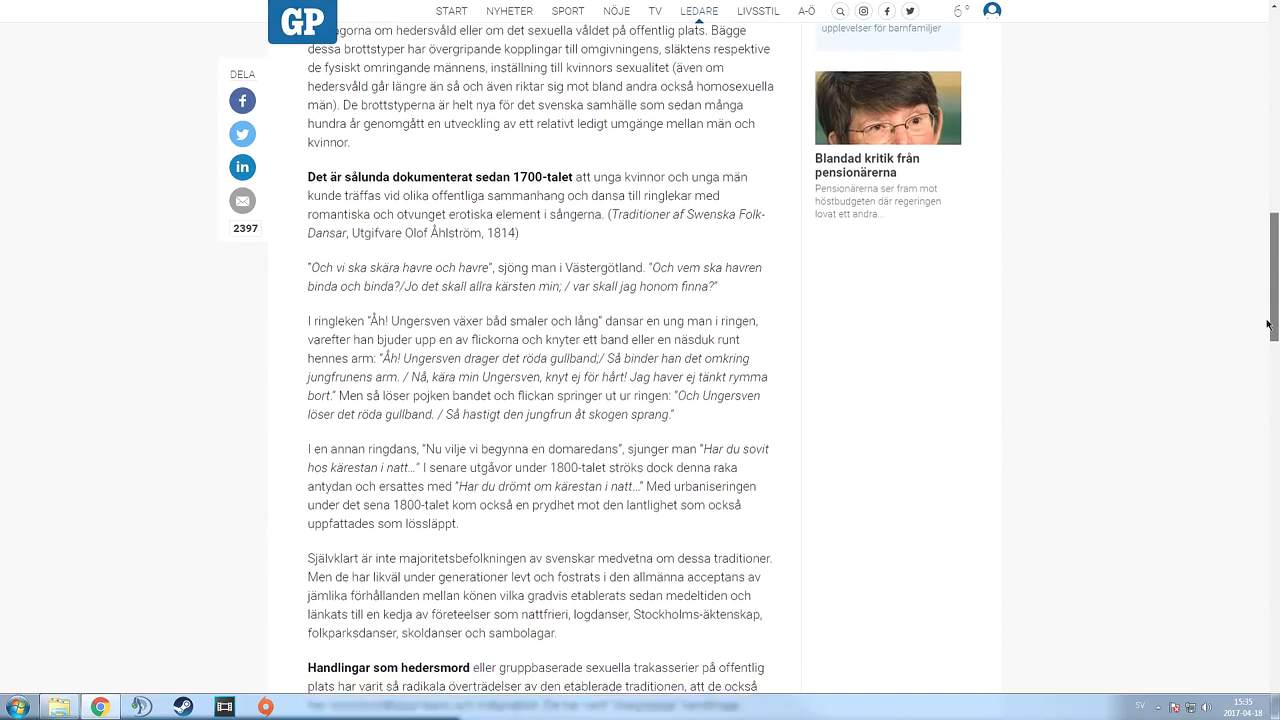 GP
START NYHETER SPORT NÖJE TV LEDARE LIVSSTIL A-Ö 6°
DELA
2397
om hedersvåld eller om det sexuella våldet på offentlig plats. Bägge
dessa brottstyper har övergripande kopplingar till omgivningens, släktens respektive
de fysiskt omringande männens, inställning till kvinnors sexualitet (även om
hedersvåld går längre än så och även riktar sig mot bland andra också homosexuella
män). De brottstyperna är helt nya för det svenska samhälle som sedan många
hundra år genomgått en utveckling av ett relativt ledigt umgänge mellan män och
kvinnor.
Det är sålunda dokumenterat sedan 1700-talet att unga kvinnor och unga män
kunde träffas vid olika offentliga sammanhang och dansa till ringlekar med
romantiska och otvunget erotiska element i sångerna. (Traditioner af Swenska Folk-
Dansar, Utgifvare Olof Åhlström, 1814)
"Och vi ska skära havre och havre", sjöng man i Västergötland. "Och vem ska havren
binda och binda?/Jo det skall allra kärsten min; / var skall jag honom finna?"
I ringleken "Åh! Ungersven växer båd smaler och lång" dansar en ung man i ringen,
varefter han bjuder upp en av flickorna och knyter ett band eller en näsduk runt
hennes arm: "Åh! Ungersven drager det röda gullband;/ Så binder han det omkring
jungfrunens arm. / Nå, kära min Ungersven, knyt ej för hårt! Jag haver ej tänkt rymma
bort." Men så löser pojken bandet och flickan springer ut ur ringen: "Och Ungersven
löser det röda gullband. / Så hastigt den jungfrun åt skogen sprang."
I en annan ringdans, "Nu vilje vi begynna en domaredans", sjunger man "Har du sovit
hos kärestan i natt..." I senare utgåvor under 1800-talet ströks dock denna raka
antydan och ersattes med "Har du drömt om kärestan i natt..." Med urbaniseringen
under det sena 1800-talet kom också en prydhet mot den lantlighet som också
uppfattades som lössläppt.
Självklart är inte majoritetsbefolkningen av svenskar medvetna om dessa traditioner.
Men de har likväl under generationer levt och fostrats i den allmänna acceptans av
jämlika förhållanden mellan könen vilka gradvis etablerats sedan medeltiden och
länkats till en kedja av företeelser som nattfrieri, logdanser, Stockholms-äktenskap,
folkparksdanser, skoldanser och sambolagar.
Handlingar som hedersmord eller gruppbaserade sexuella trakasserier på offentlig
plats har varit så radikala överträdelser av den etablerade traditionen, att de också
upplevelser för barnfamiljer
Blandad kritik från
pensionärerna
Pensionärerna ser fram mot
höstbudgeten där regeringen
lovat ett andra...
SV
15:35
2017-04-18